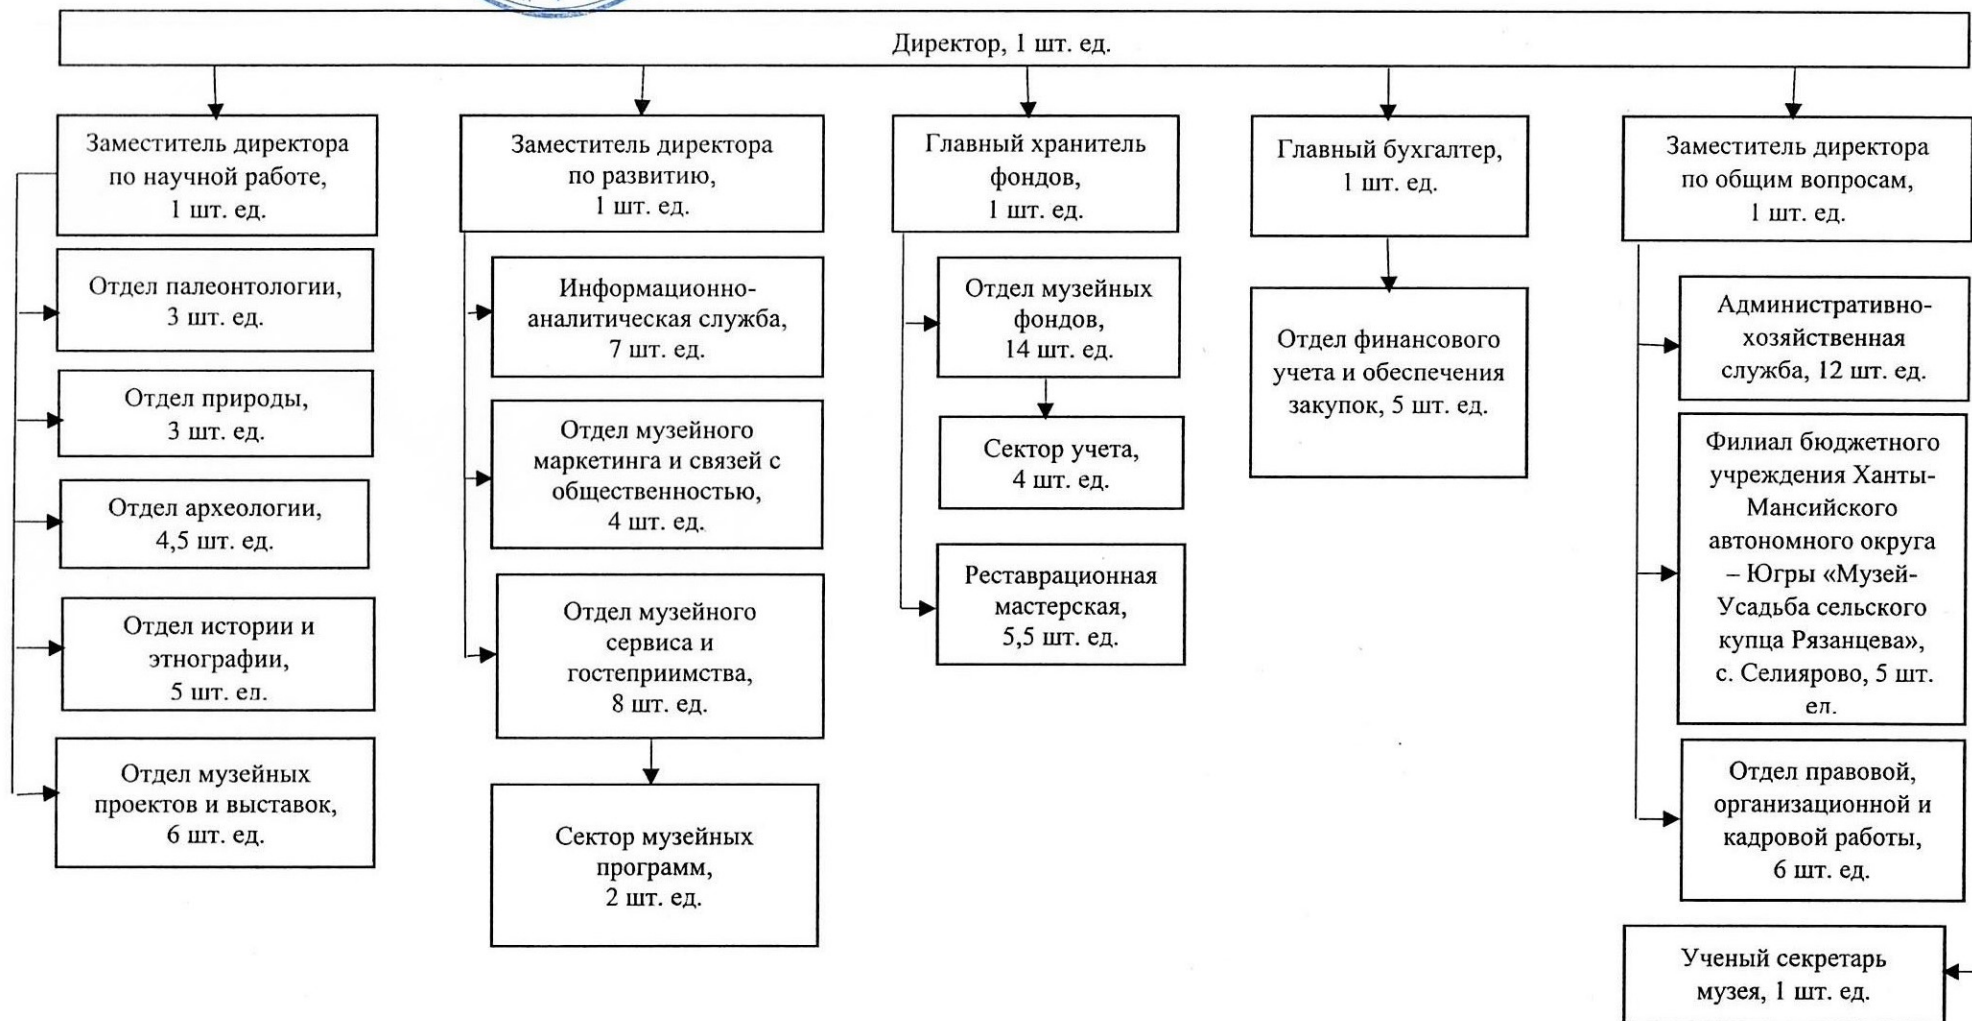 Директор, 1 шт. ед.
Заместитель директора
по научной работе,
1 шт. ед.
Отдел палеонтологии,
3 шт. ед.
Отдел природы,
3 шт. ед.
Отдел археологии,
4,5 шт. ед.
Отдел истории и
этнографии,
5 шт. ед.
Отдел музейных
проектов и выставок,
6 шт. ед.
Заместитель директора
по развитию,
1 шт. ед.
Информационно-
аналитическая служба,
7 шт. ед.
Отдел музейного
маркетинга и связей с
общественностью,
4 шт. ед.
Отдел музейного
сервиса и
гостеприимства,
8 шт. ед.
Сектор музейных
программ,
2 шт. ед.
Главный хранитель
фондов,
1 шт. ед.
Отдел музейных
фондов,
14 шт. ед.
Сектор учета,
4 шт. ед.
Реставрационная
мастерская,
5,5 шт. ед.
Главный бухгалтер,
1 шт. ед.
Отдел финансового
учета и обеспечения
закупок, 5 шт. ед.
Заместитель директора
по общим вопросам,
1 шт. ед.
Административно-
хозяйственная
служба, 12 шт. ед.
Филиал бюджетного
учреждения Ханты-
Мансийского
автономного округа
– Югры «Музей-
Усадьба сельского
купца Рязанцева»,
с. Селиярово, 5 шт.
ед.
Отдел правовой,
организационной и
кадровой работы,
6 шт. ед.
Ученый секретарь
музея, 1 шт. ед.